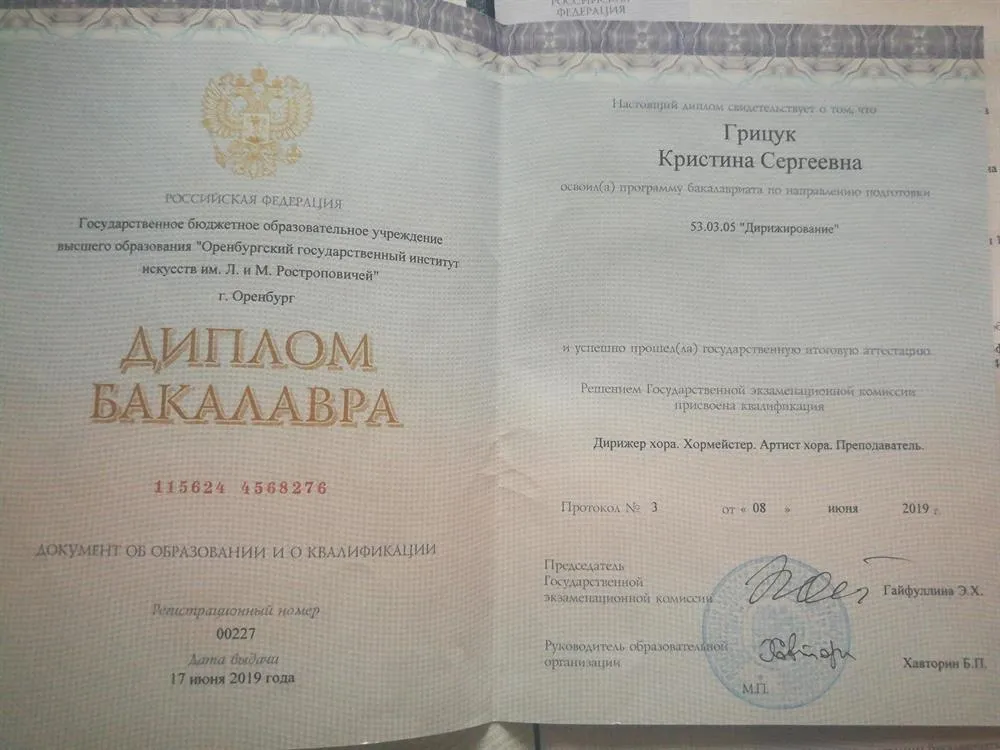 РОССИЙСКАЯ
ФЕДЕРАЦИЯ
РОССИЙСКАЯ ФЕДЕРАЦИЯ
Государственное бюджетное образовательное учреждение
высшего образования "Оренбургский государственный институт
искусств им. Л. и М. Ростроповичей"
г. Оренбург
ДИПЛОМ
БАКАЛАВРА
115624 4568276
ДОКУМЕНТ ОБ ОБРАЗОВАНИИ И О КВАЛИФИКАЦИИ
Регистрационный номер
00227
Дата выдачи
17 июня 2019 года
Настоящий диплом свидетельствует о том, что
Грицук
Кристина Сергеевна
освоил(а) программу бакалавриата по направлению подготовки
53.03.05 "Дирижирование"
и успешно прошел(ла) государственную итоговую аттестацию
Решением Государственной экзаменационной комиссии
присвоена квалификация
Дирижер хора. Хормейстер. Артист хора. Преподаватель.
Протокол № 3 от « 08 » июня 2019 г.
Председатель
Государственной
экзаменационной комиссии Гайфуллина Э.Х.
Руководитель образовательной
организации Хавторин Б.П.
М.П.